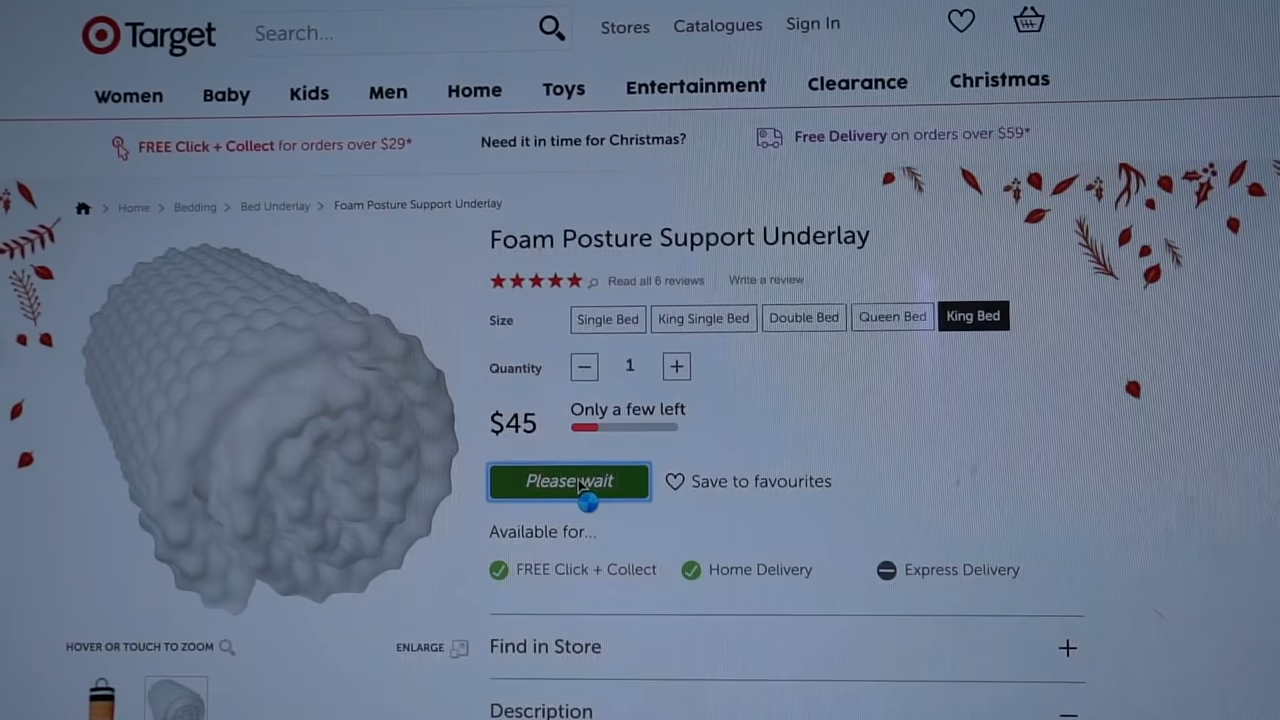 Target
Search...
Stores
Catalogues
Sign In
Women
Baby
Kids
Men
Home
Toys
Entertainment
Clearance
Christmas
FREE Click + Collect for orders over $29*
Need it in time for Christmas?
Free Delivery on orders over $59*
> Home > Bedding > Bed Underlay > Foam Posture Support Underlay
Foam Posture Support Underlay
Read all 6 reviews
Write a review
Size
Single Bed
King Single Bed
Double Bed
Queen Bed
King Bed
Quantity
1
$45
Only a few left
Please wait
Save to favourites
Available for...
FREE Click + Collect
Home Delivery
Express Delivery
HOVER OR TOUCH TO ZOOM
ENLARGE
Find in Store
Description